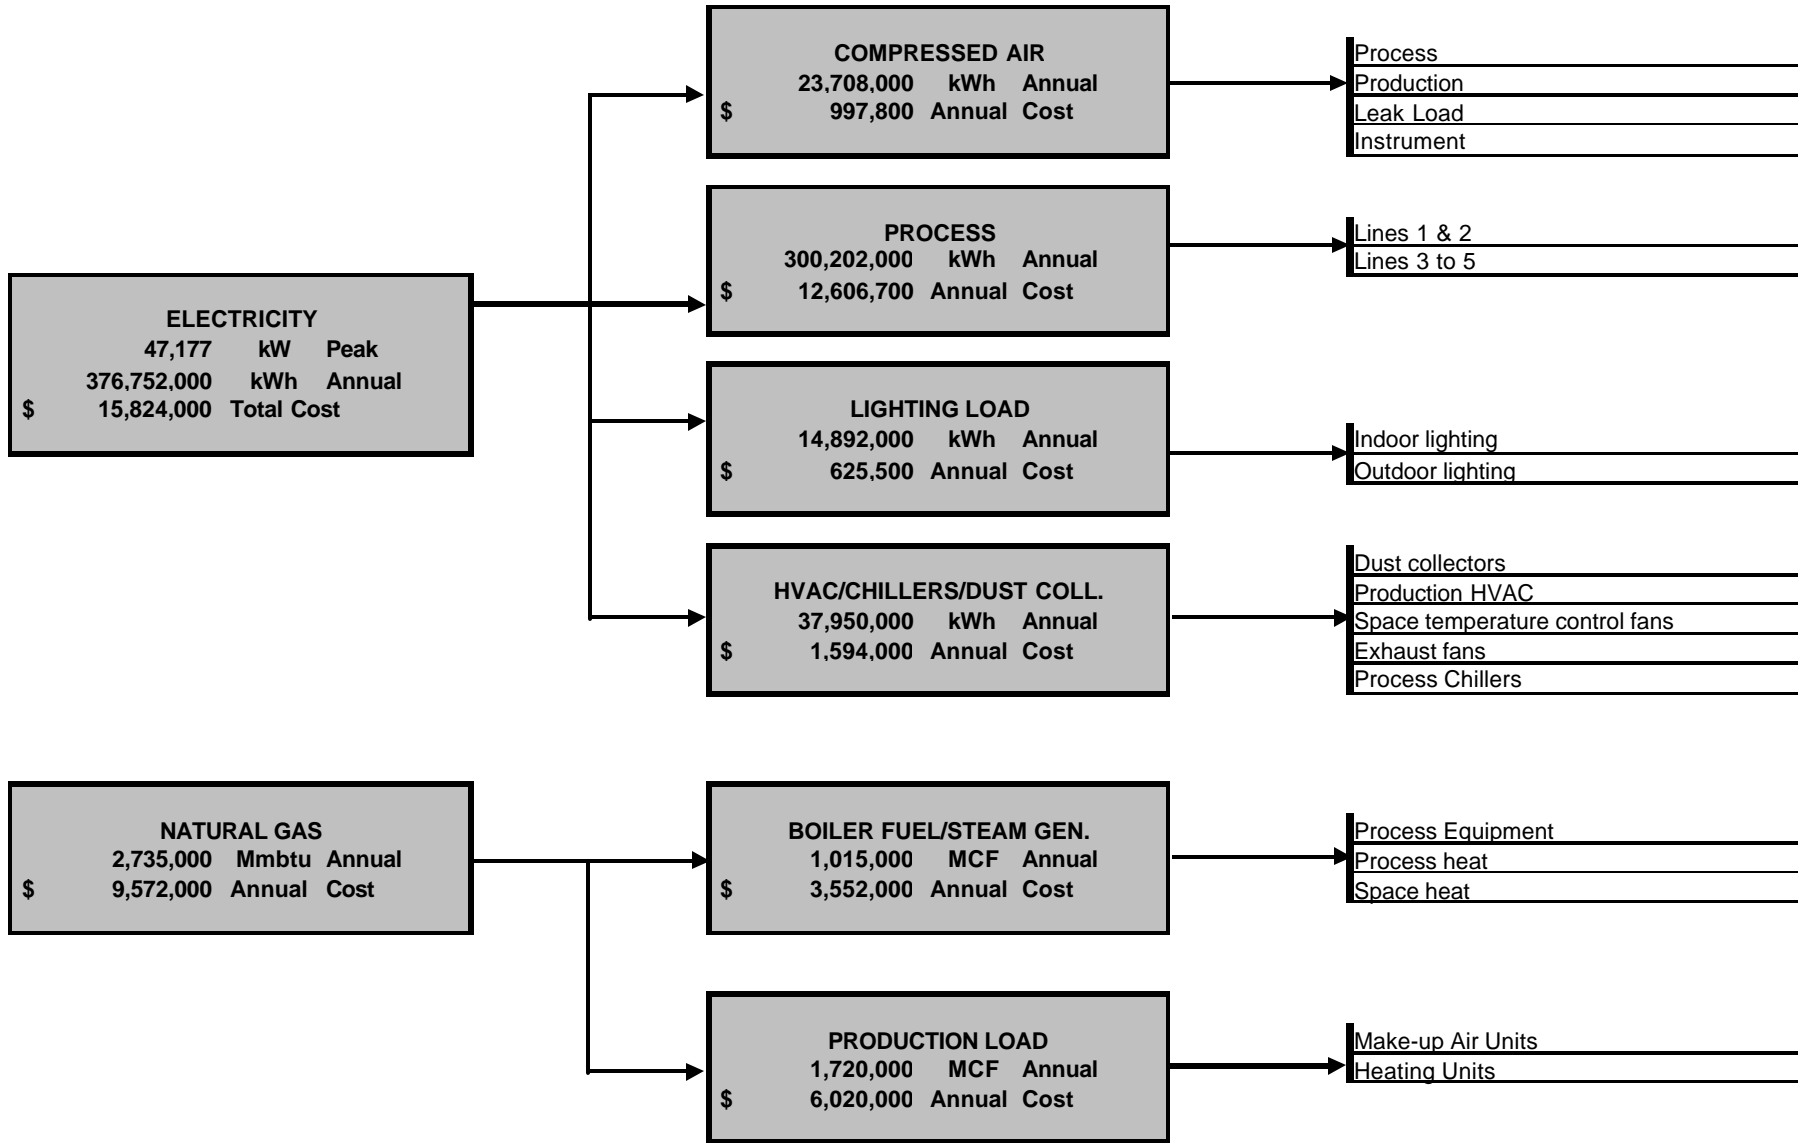 COMPRESSED AIR
23,708,000 kWh Annual
$ 997,800 Annual Cost
Process
Production
Leak Load
Instrument
PROCESS
300,202,000 kWh Annual
$ 12,606,700 Annual Cost
Lines 1 & 2
Lines 3 to 5
ELECTRICITY
47,177 kW Peak
376,752,000 kWh Annual
$ 15,824,000 Total Cost
LIGHTING LOAD
14,892,000 kWh Annual
$ 625,500 Annual Cost
Indoor lighting
Outdoor lighting
HVAC/CHILLERS/DUST COLL.
37,950,000 kWh Annual
$ 1,594,000 Annual Cost
Dust collectors
Production HVAC
Space temperature control fans
Exhaust fans
Process Chillers
NATURAL GAS
2,735,000 Mmbtu Annual
$ 9,572,000 Annual Cost
BOILER FUEL/STEAM GEN.
1,015,000 MCF Annual
$ 3,552,000 Annual Cost
Process Equipment
Process heat
Space heat
PRODUCTION LOAD
1,720,000 MCF Annual
$ 6,020,000 Annual Cost
Make-up Air Units
Heating Units